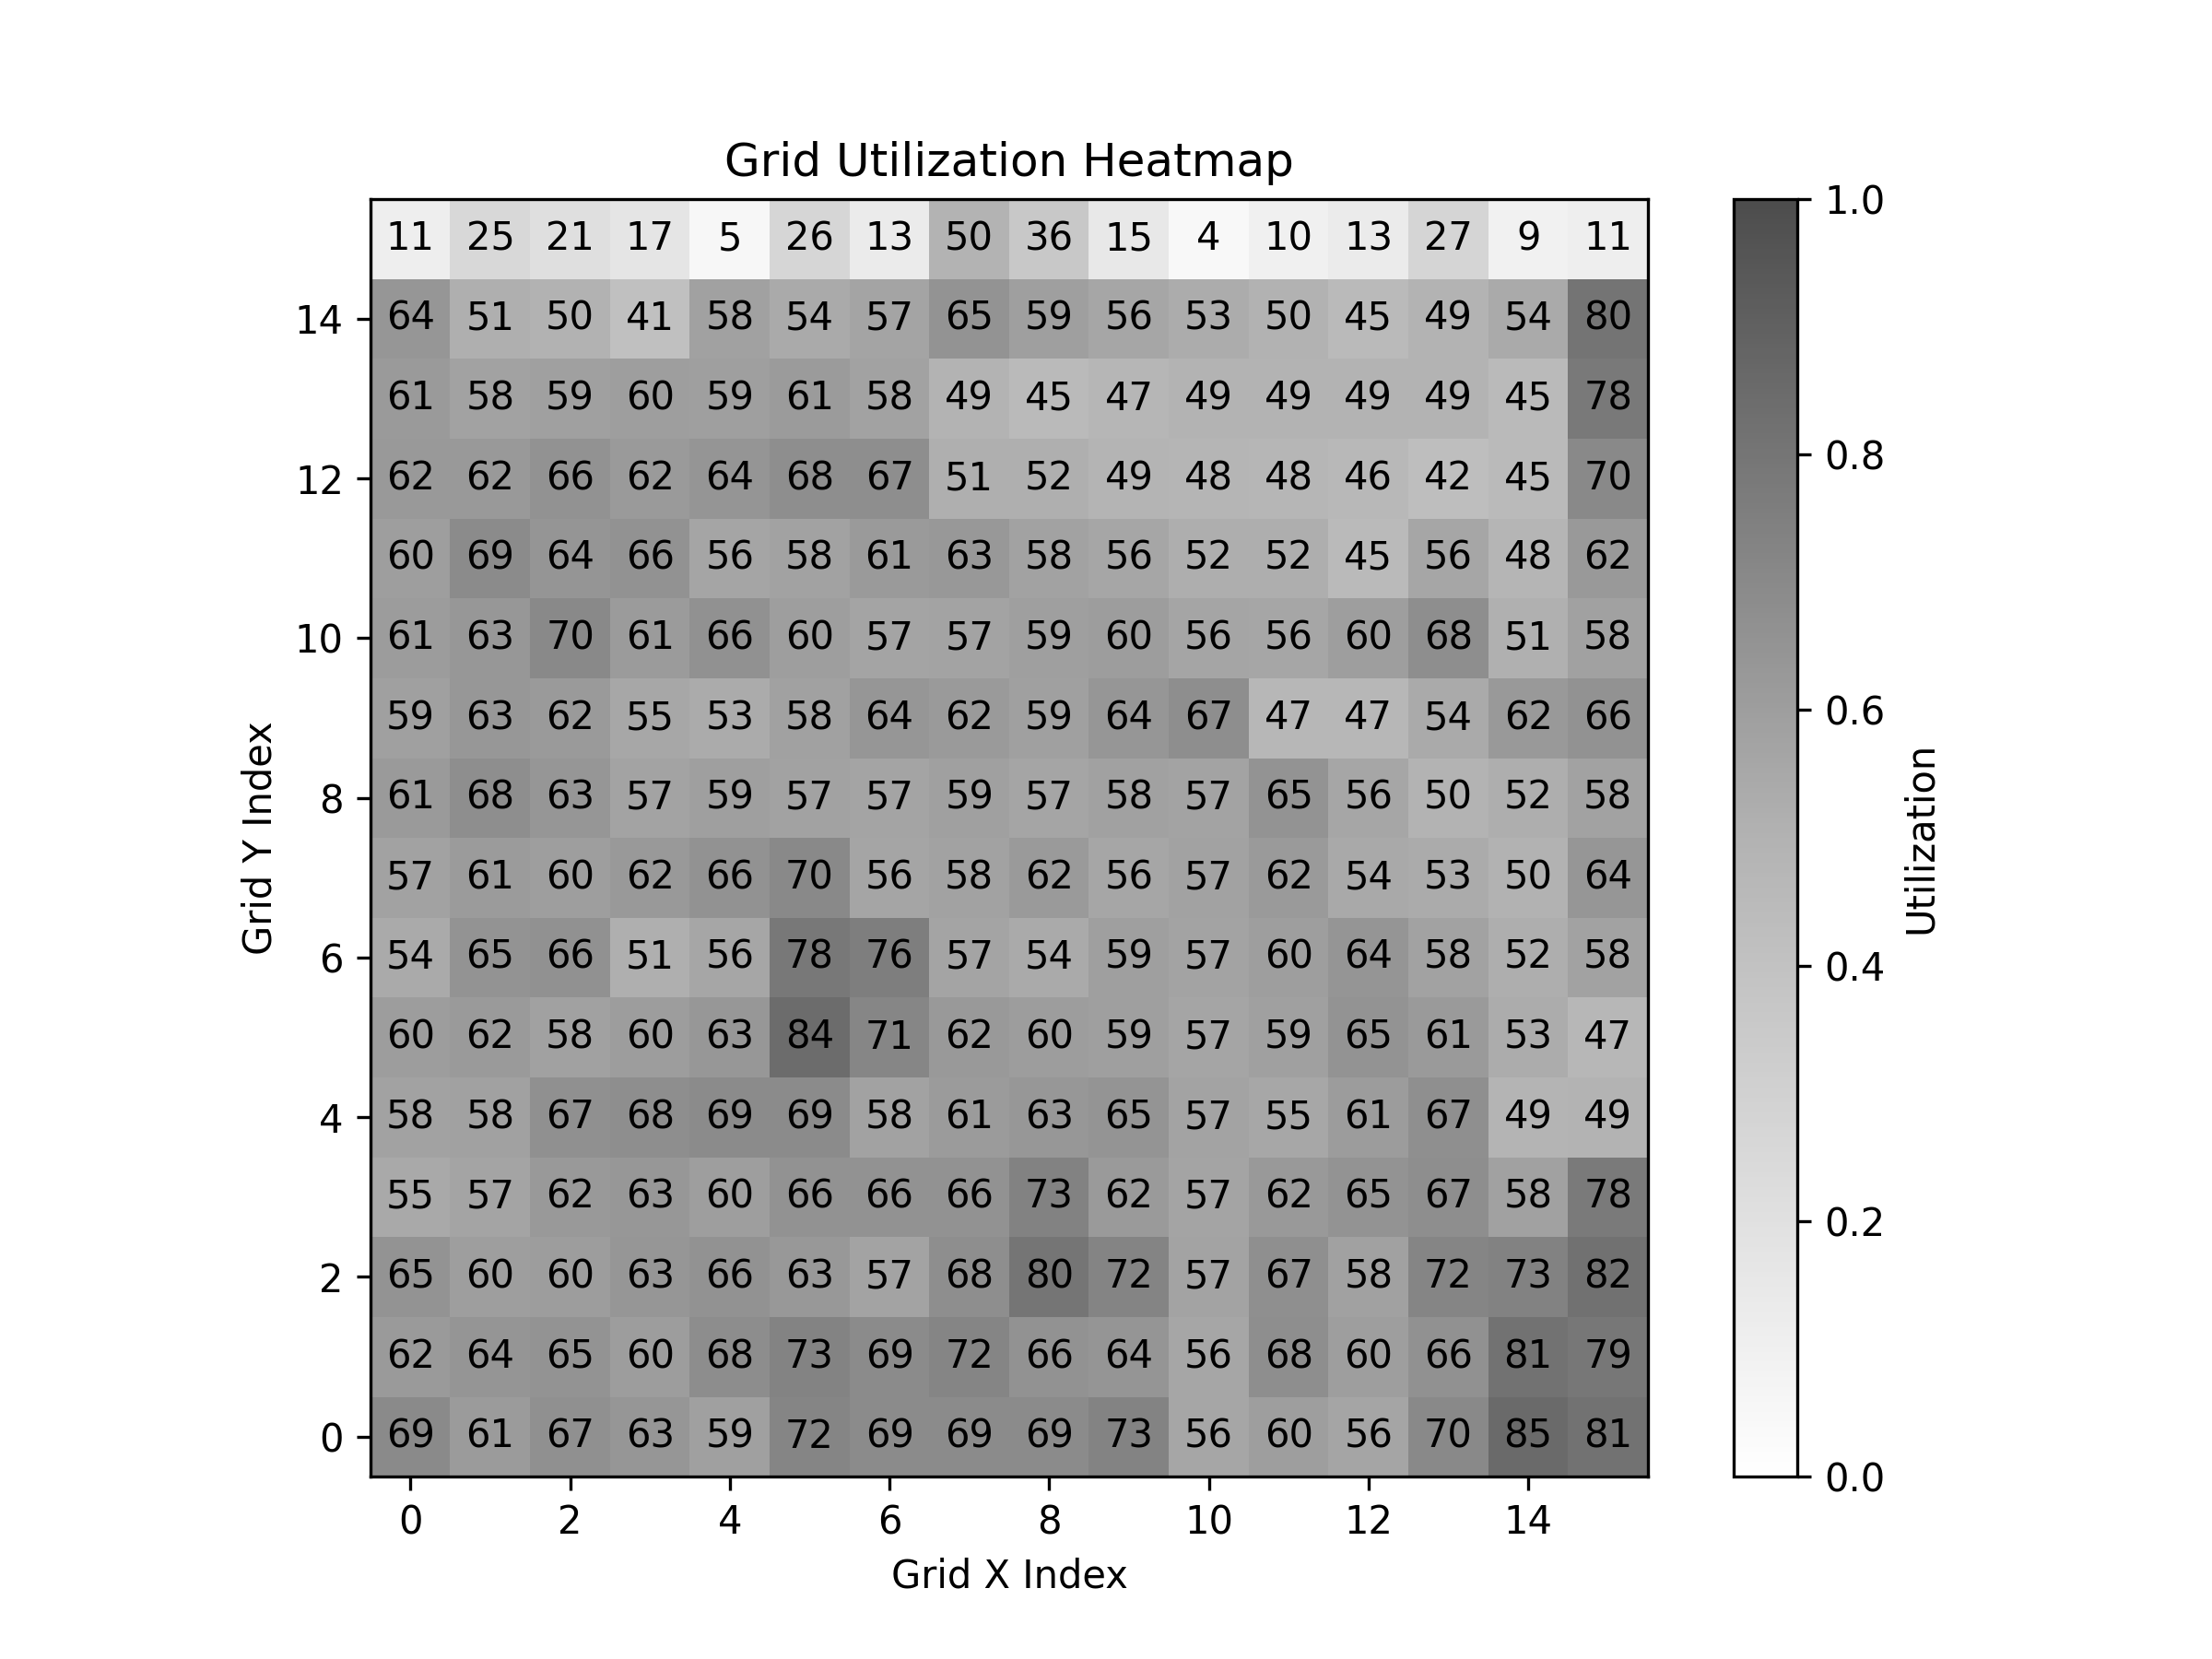 Grid Utilization Heatmap
11 25 21 17 5 26 13 50 36 15 4 10 13 27 9 11
14 64 51 50 41 58 54 57 65 59 56 53 50 45 49 54 80
61 58 59 60 59 61 58 49 45 47 49 49 49 49 45 78
12 62 62 66 62 64 68 67 51 52 49 48 48 46 42 45 70
60 69 64 66 56 58 61 63 58 56 52 52 45 56 48 62
10 61 63 70 61 66 60 57 57 59 60 56 56 60 68 51 58
59 63 62 55 53 58 64 62 59 64 67 47 47 54 62 66
8 61 68 63 57 59 57 57 59 57 58 57 65 56 50 52 58
57 61 60 62 66 70 56 58 62 56 57 62 54 53 50 64
6 54 65 66 51 56 78 76 57 54 59 57 60 64 58 52 58
60 62 58 60 63 84 71 62 60 59 57 59 65 61 53 47
4 58 58 67 68 69 69 58 61 63 65 57 55 61 67 49 49
55 57 62 63 60 66 66 66 73 62 57 62 65 67 58 78
2 65 60 60 63 66 63 57 68 80 72 57 67 58 72 73 82
62 64 65 60 68 73 69 72 66 64 56 68 60 66 81 79
0 69 61 67 63 59 72 69 69 69 73 56 60 56 70 85 81
0 2 4 6 8 10 12 14
Grid X Index
Grid Y Index
1.0
0.8
0.6
0.4
0.2
0.0
Utilization